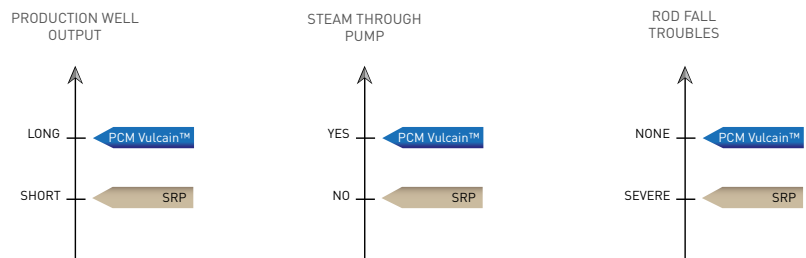 PRODUCTION WELL
OUTPUT
LONG
PCM Vulcain™
SHORT
SRP
STEAM THROUGH
PUMP
YES
PCM Vulcain™
NO
SRP
ROD FALL
TROUBLES
NONE
PCM Vulcain™
SEVERE
SRP